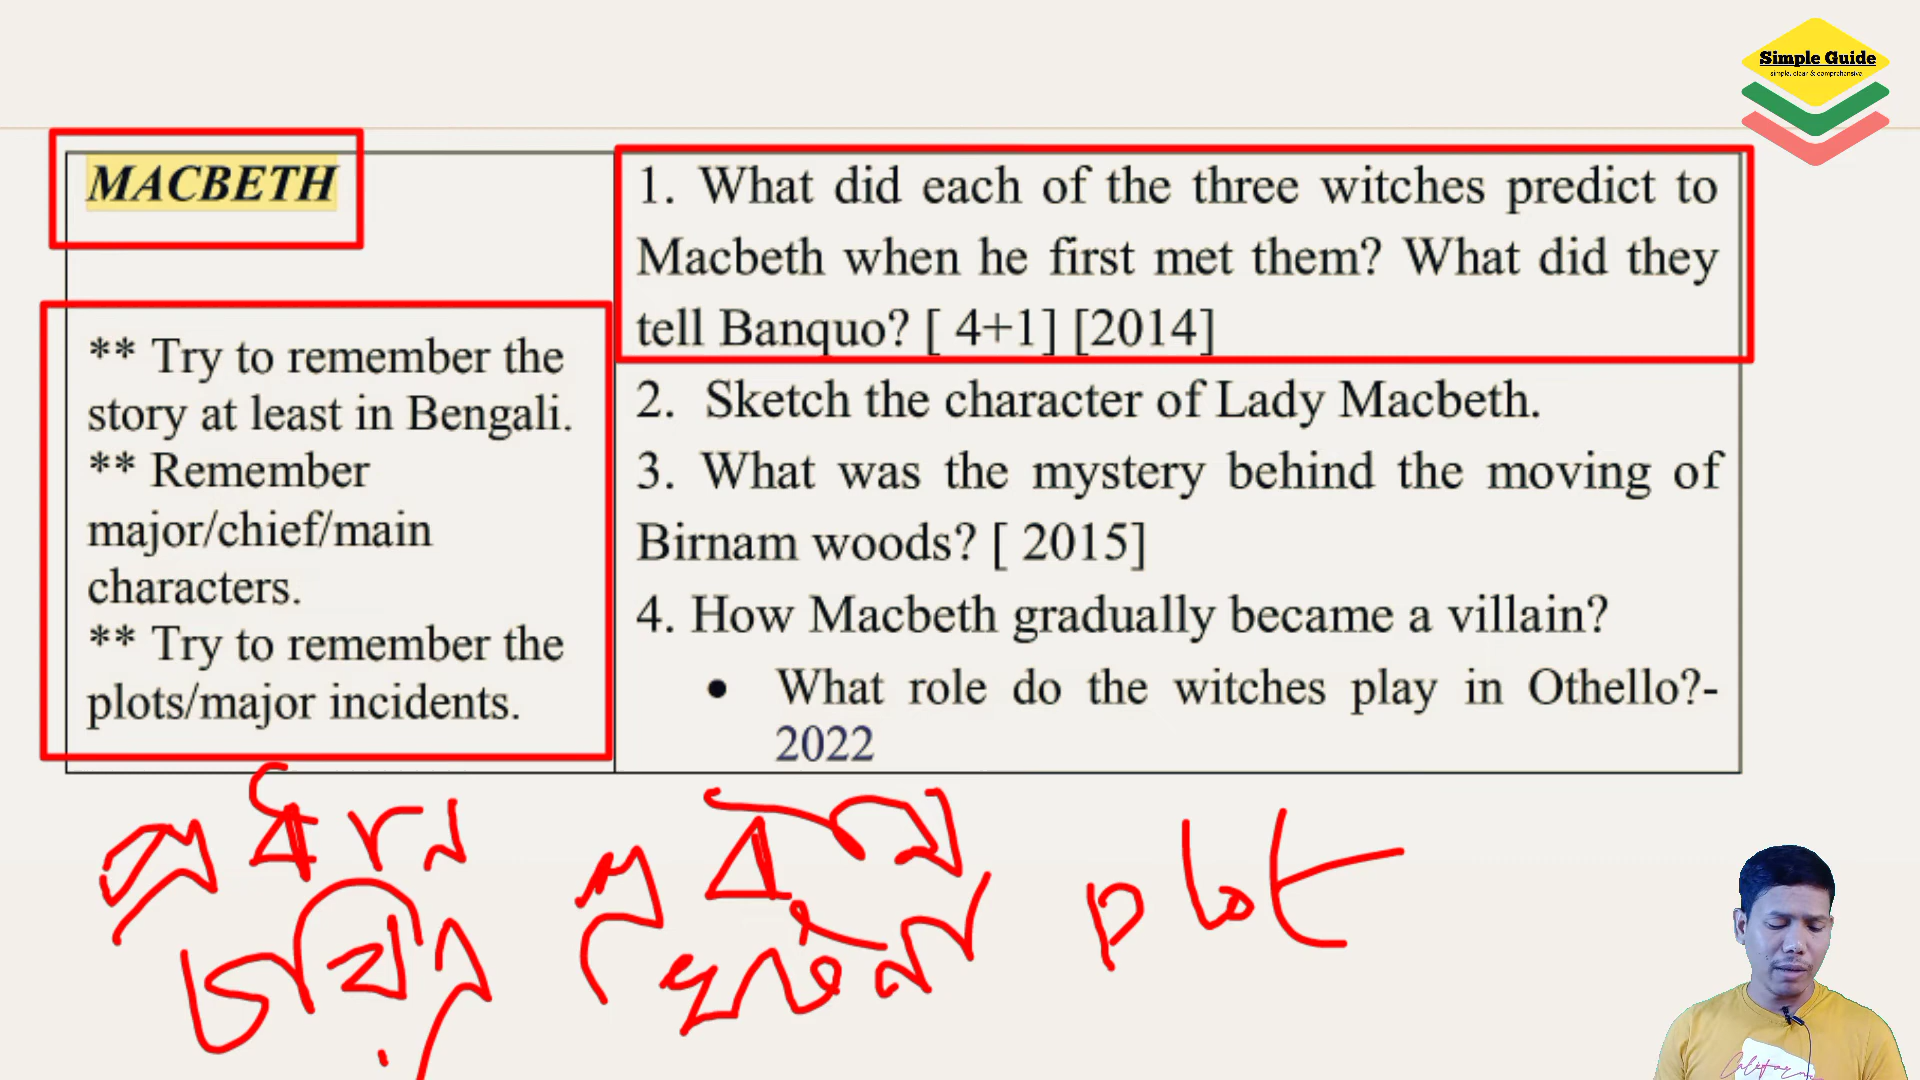 Simple Guide
simple, clear & comprehensive
MACBETH
** Try to remember the
story at least in Bengali.
** Remember
major/chief/main
characters.
** Try to remember the
plots/major incidents.
1. What did each of the three witches predict to
Macbeth when he first met them? What did they
tell Banquo? [ 4+1] [2014]
2. Sketch the character of Lady Macbeth.
3. What was the mystery behind the moving of
Birnam woods? [ 2015]
4. How Macbeth gradually became a villain?
• What role do the witches play in Othello?-
2022
plot